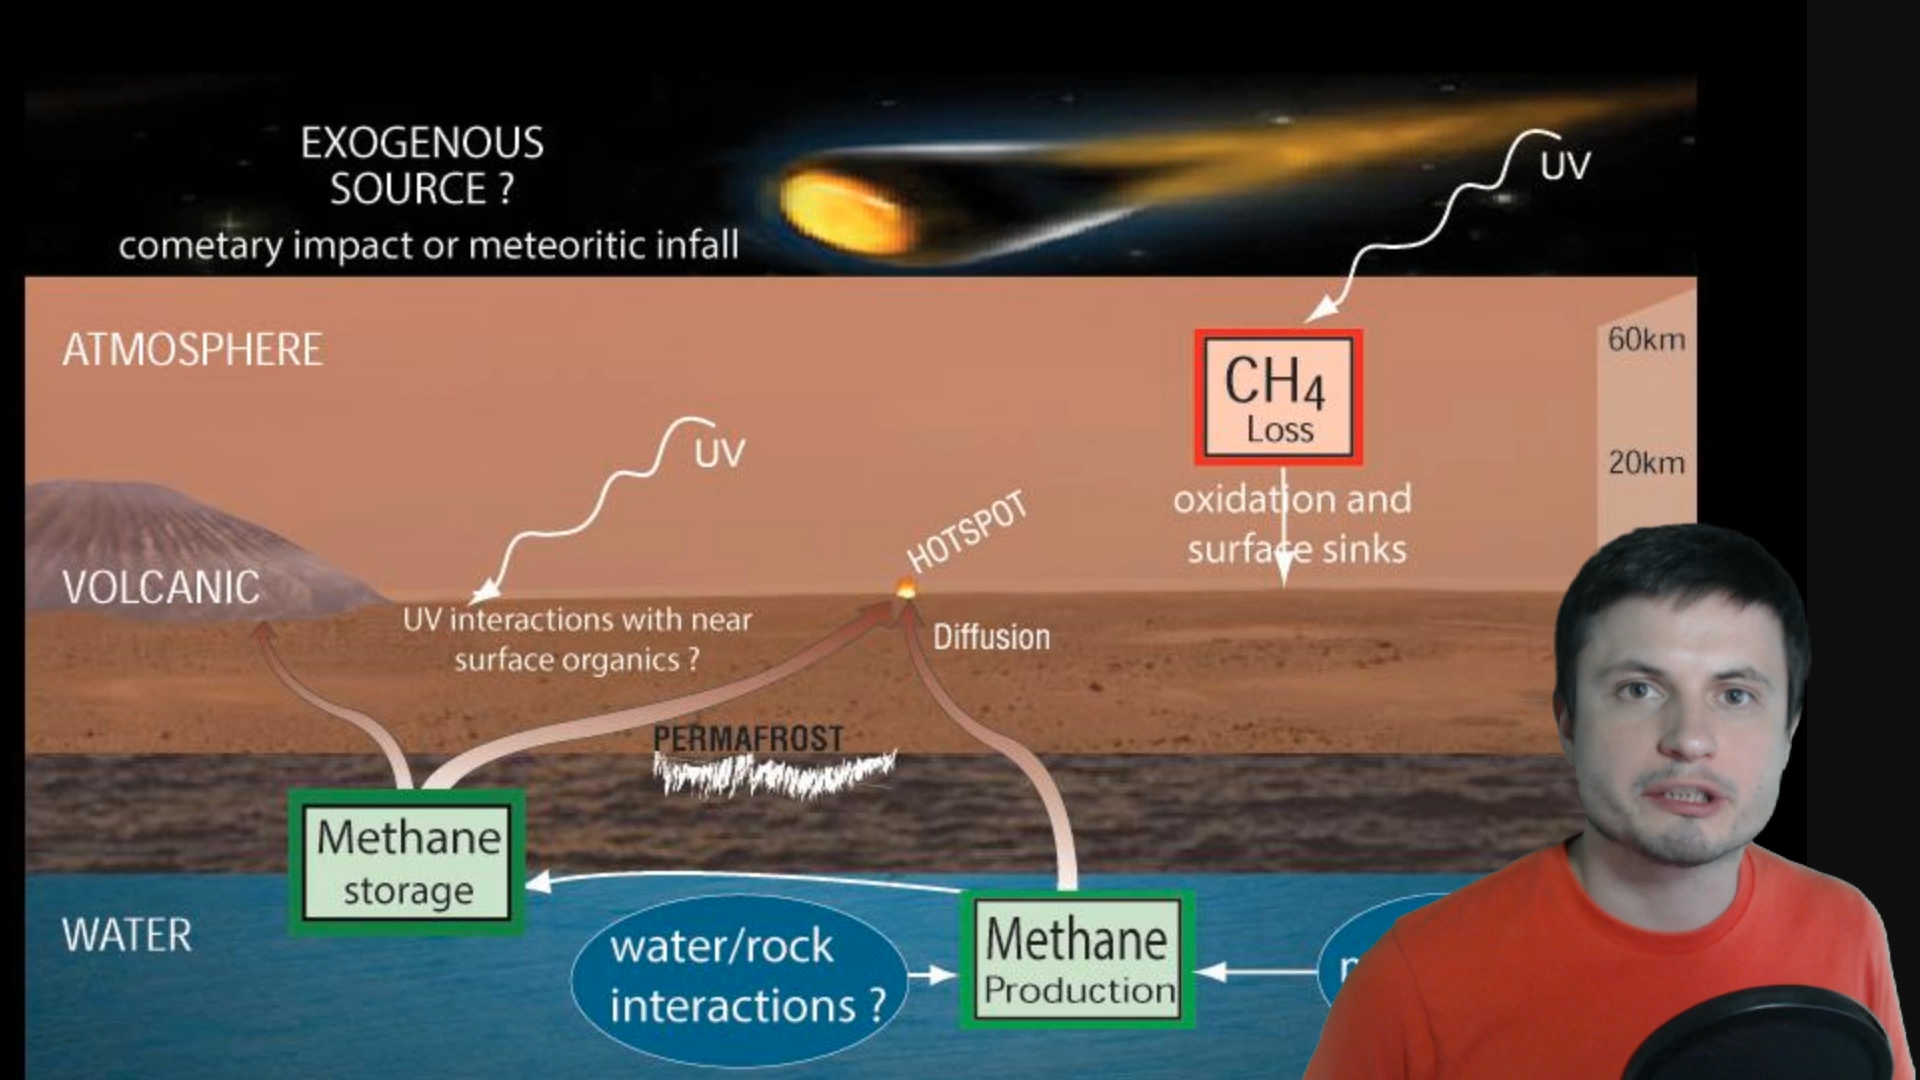 EXOGENOUS
SOURCE ?
cometary impact or meteoritic infall
UV
ATMOSPHERE
60km
CH4
Loss
20km
UV
oxidation and
surface sinks
HOTSPOT
VOLCANIC
UV interactions with near
surface organics ?
Diffusion
PERMAFROST
Methane
storage
WATER
water/rock
interactions ?
Methane
Production